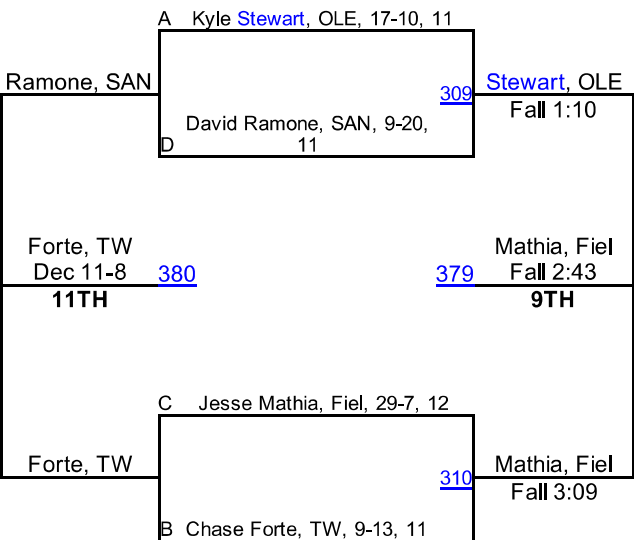 A Kyle Stewart, OLE, 17-10, 11
Ramone, SAN
309
Stewart, OLE
Fall 1:10
David Ramone, SAN, 9-20,
D 11
Forte, TW
Dec 11-8
11TH
380
379
Mathia, Fiel
Fall 2:43
9TH
C Jesse Mathia, Fiel, 29-7, 12
Forte, TW
310
Mathia, Fiel
Fall 3:09
B Chase Forte, TW, 9-13, 11